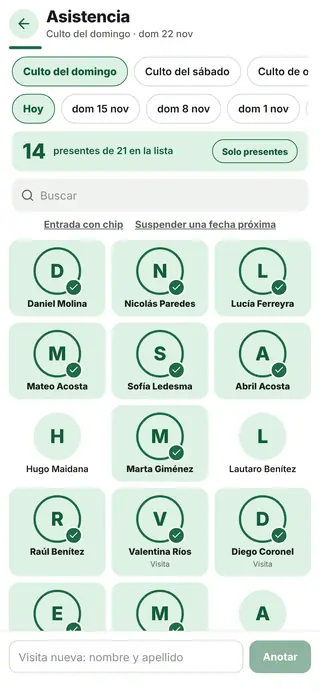 Asistencia
Culto del domingo · dom 22 nov
Culto del domingo Culto del sábado Culto de o
Hoy dom 15 nov dom 8 nov dom 1 nov
14 presentes de 21 en la lista Solo presentes
Buscar
Entrada con chip Suspender una fecha próxima
D N L
Daniel Molina Nicolás Paredes Lucía Ferreyra
M S A
Mateo Acosta Sofía Ledesma Abril Acosta
H M L
Hugo Maidana Marta Giménez Lautaro Benítez
R V D
Raúl Benítez Valentina Ríos Diego Coronel
Visita Visita
E M A
Visita nueva: nombre y apellido Anotar